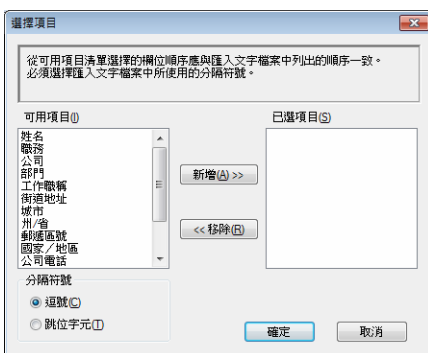 選擇項目
從可用項目清單選擇的欄位順序應與匯入文字檔案中列出的順序一致。
必須選擇匯入文字檔案中所使用的分隔符號。
可用項目(I)
已選項目(S)
姓名
職務
公司
部門
工作職稱
街道地址
城市
州/省
郵遞區號
國家／地區
公司電話
新增(A) >>
<< 移除(R)
分隔符號
逗號(C)
跳位字元(T)
確定
取消